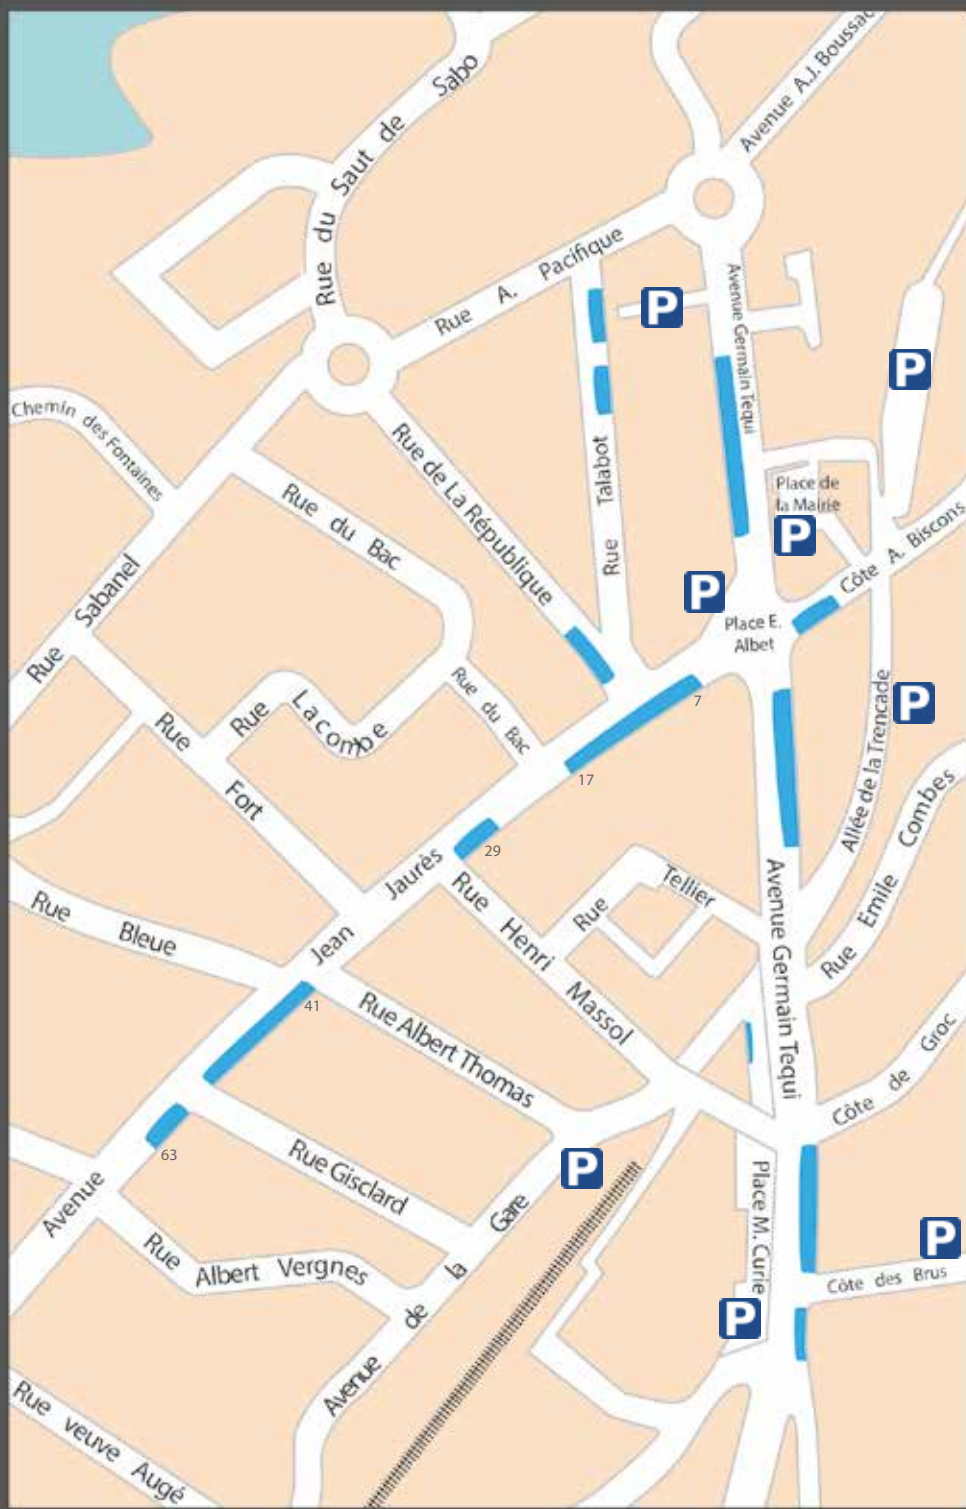 Rue du Saut de Sabo
Avenue A.J. Boussac
Rue A. Pacifique
Avenue Germain Tequi
P
P
Chemin des Fontaines
Rue de La République
Rue Talabot
Place de
la Mairie
P
Rue du Bac
Côte A. Biscons
P
Place E.
Albet
Rue Sabanel
Rue du Bac
7
P
Allée de la Trencade
Rue Lacombe
Rue Fort
17
29
Rue Emile Combes
Avenue Jean Jaurès
Rue Henri Massol
Rue Tellier
Avenue Germain Tequi
Rue Bleue
41
Rue Albert Thomas
Côte de Groc
63
Rue Gisclard
P
Place M. Curie
P
Côte des Brus
Rue Albert Vergnes
P
Avenue de la Gare
Rue veuve Augé